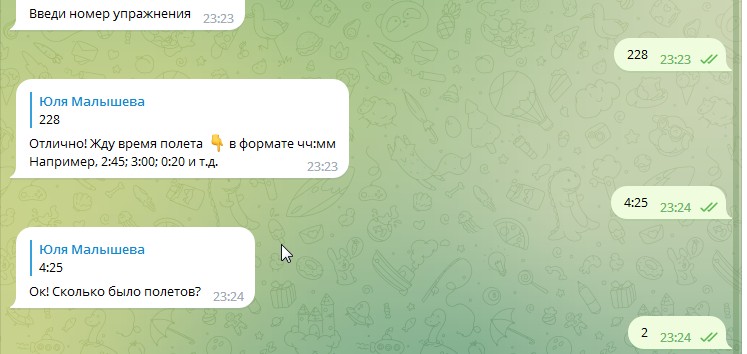 Введи номер упражнения 23:23
228 23:23
Юля Малышева
228
Отлично! Жду время полета 👇 в формате чч:мм
Например, 2:45; 3:00; 0:20 и т.д. 23:23
4:25 23:24
Юля Малышева
4:25
Ок! Сколько было полетов? 23:24
2 23:24